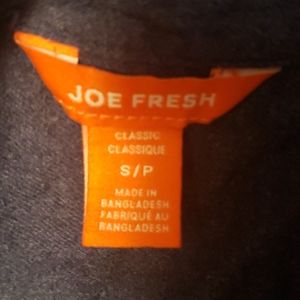 JOE FRESH
CLASSIC
CLASSIQUE
S/P
MADE IN
BANGLADESH
FABRIQUÉ AU
BANGLADESH